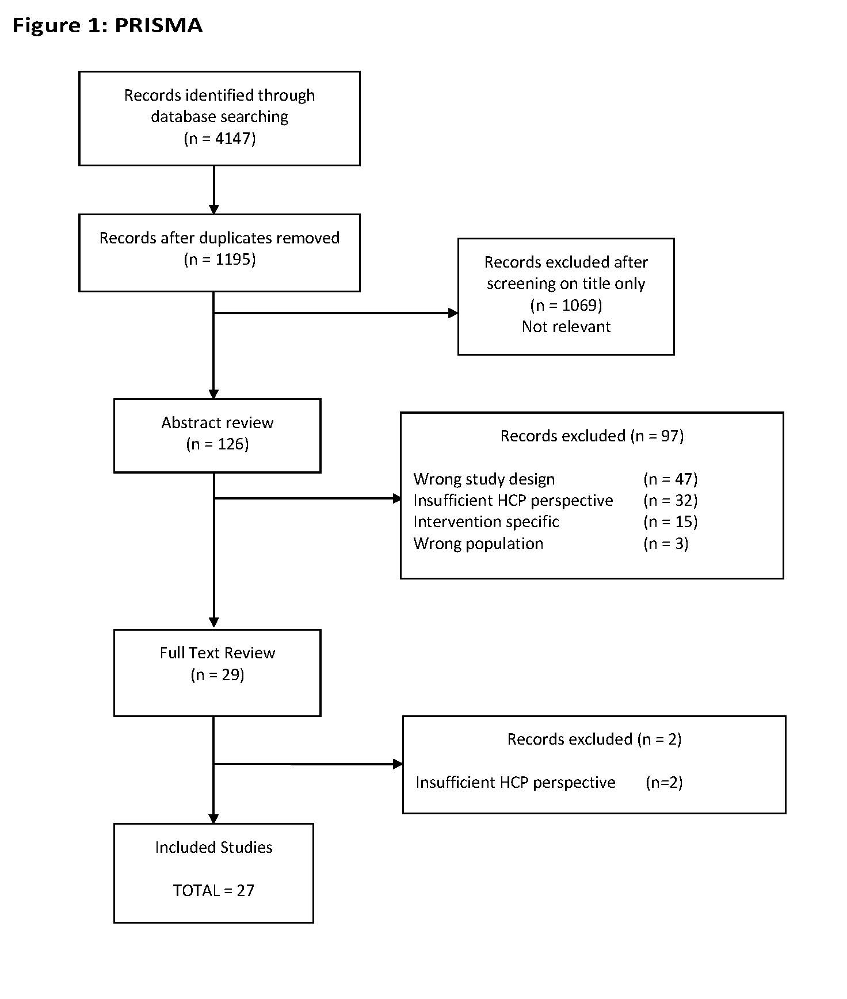 Figure 1: PRISMA
Records identified through
database searching
(n = 4147)
Records after duplicates removed
(n = 1195)
Records excluded after
screening on title only
(n = 1069)
Not relevant
Abstract review
(n = 126)
Records excluded (n = 97)
Wrong study design (n = 47)
Insufficient HCP perspective (n = 32)
Intervention specific (n = 15)
Wrong population (n = 3)
Full Text Review
(n = 29)
Records excluded (n = 2)
Insufficient HCP perspective (n=2)
Included Studies
TOTAL = 27